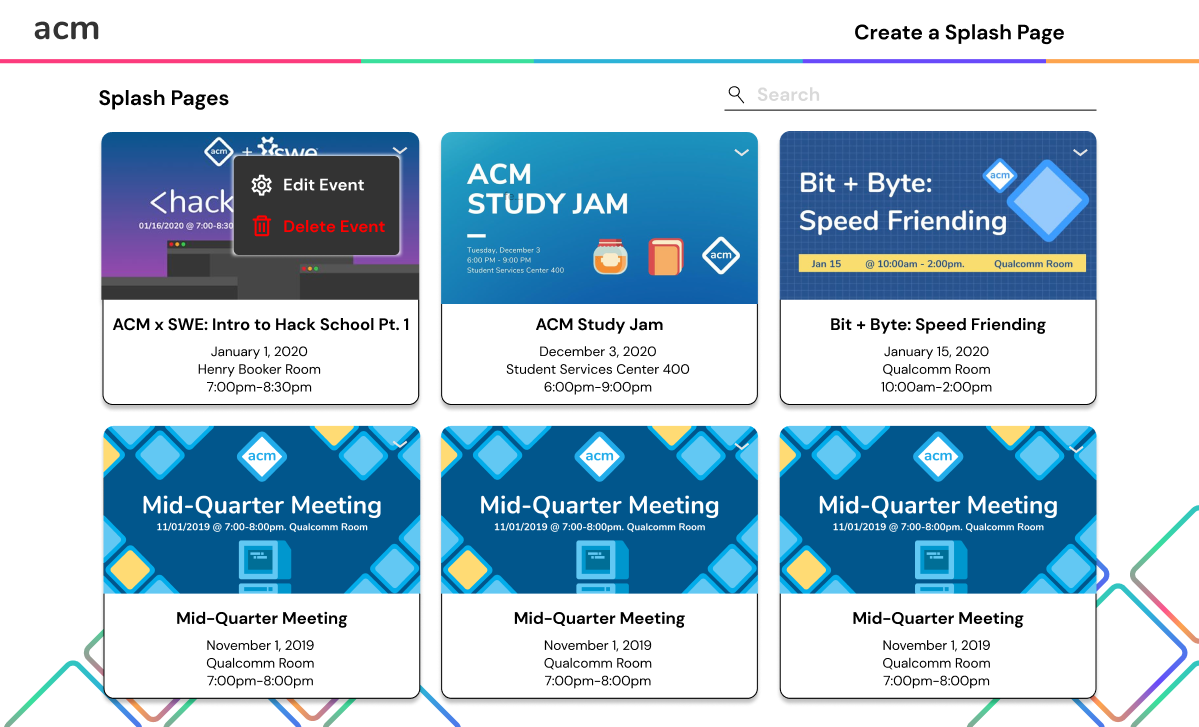 acm
Create a Splash Page
Splash Pages
Search
acm + swe
<hack
01/16/2020 @ 7:00-8:30
Edit Event
Delete Event
ACM x SWE: Intro to Hack School Pt. 1
January 1, 2020
Henry Booker Room
7:00pm-8:30pm
ACM
STUDY JAM
Tuesday, December 3
6:00 PM - 9:00 PM
Student Services Center 400
acm
ACM Study Jam
December 3, 2020
Student Services Center 400
6:00pm-9:00pm
acm
Bit + Byte:
Speed Friending
Jan 15 @ 10:00am - 2:00pm. Qualcomm Room
Bit + Byte: Speed Friending
January 15, 2020
Qualcomm Room
10:00am-2:00pm
acm
Mid-Quarter Meeting
11/01/2019 @ 7:00-8:00pm. Qualcomm Room
Mid-Quarter Meeting
November 1, 2019
Qualcomm Room
7:00pm-8:00pm
acm
Mid-Quarter Meeting
11/01/2019 @ 7:00-8:00pm. Qualcomm Room
Mid-Quarter Meeting
November 1, 2019
Qualcomm Room
7:00pm-8:00pm
acm
Mid-Quarter Meeting
11/01/2019 @ 7:00-8:00pm. Qualcomm Room
Mid-Quarter Meeting
November 1, 2019
Qualcomm Room
7:00pm-8:00pm